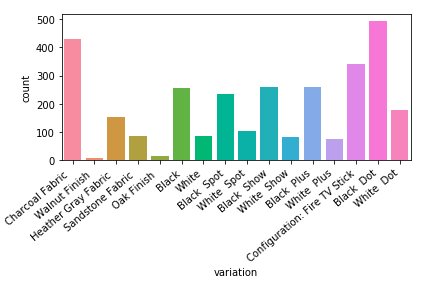 500
400
300
200
100
0
count
Charcoal Fabric
Walnut Finish
Heather Gray Fabric
Sandstone Fabric
Oak Finish
Black
White
Black  Spot
White  Spot
Black  Show
White  Show
Black  Plus
White  Plus
Configuration: Fire TV Stick
Black  Dot
White  Dot
variation